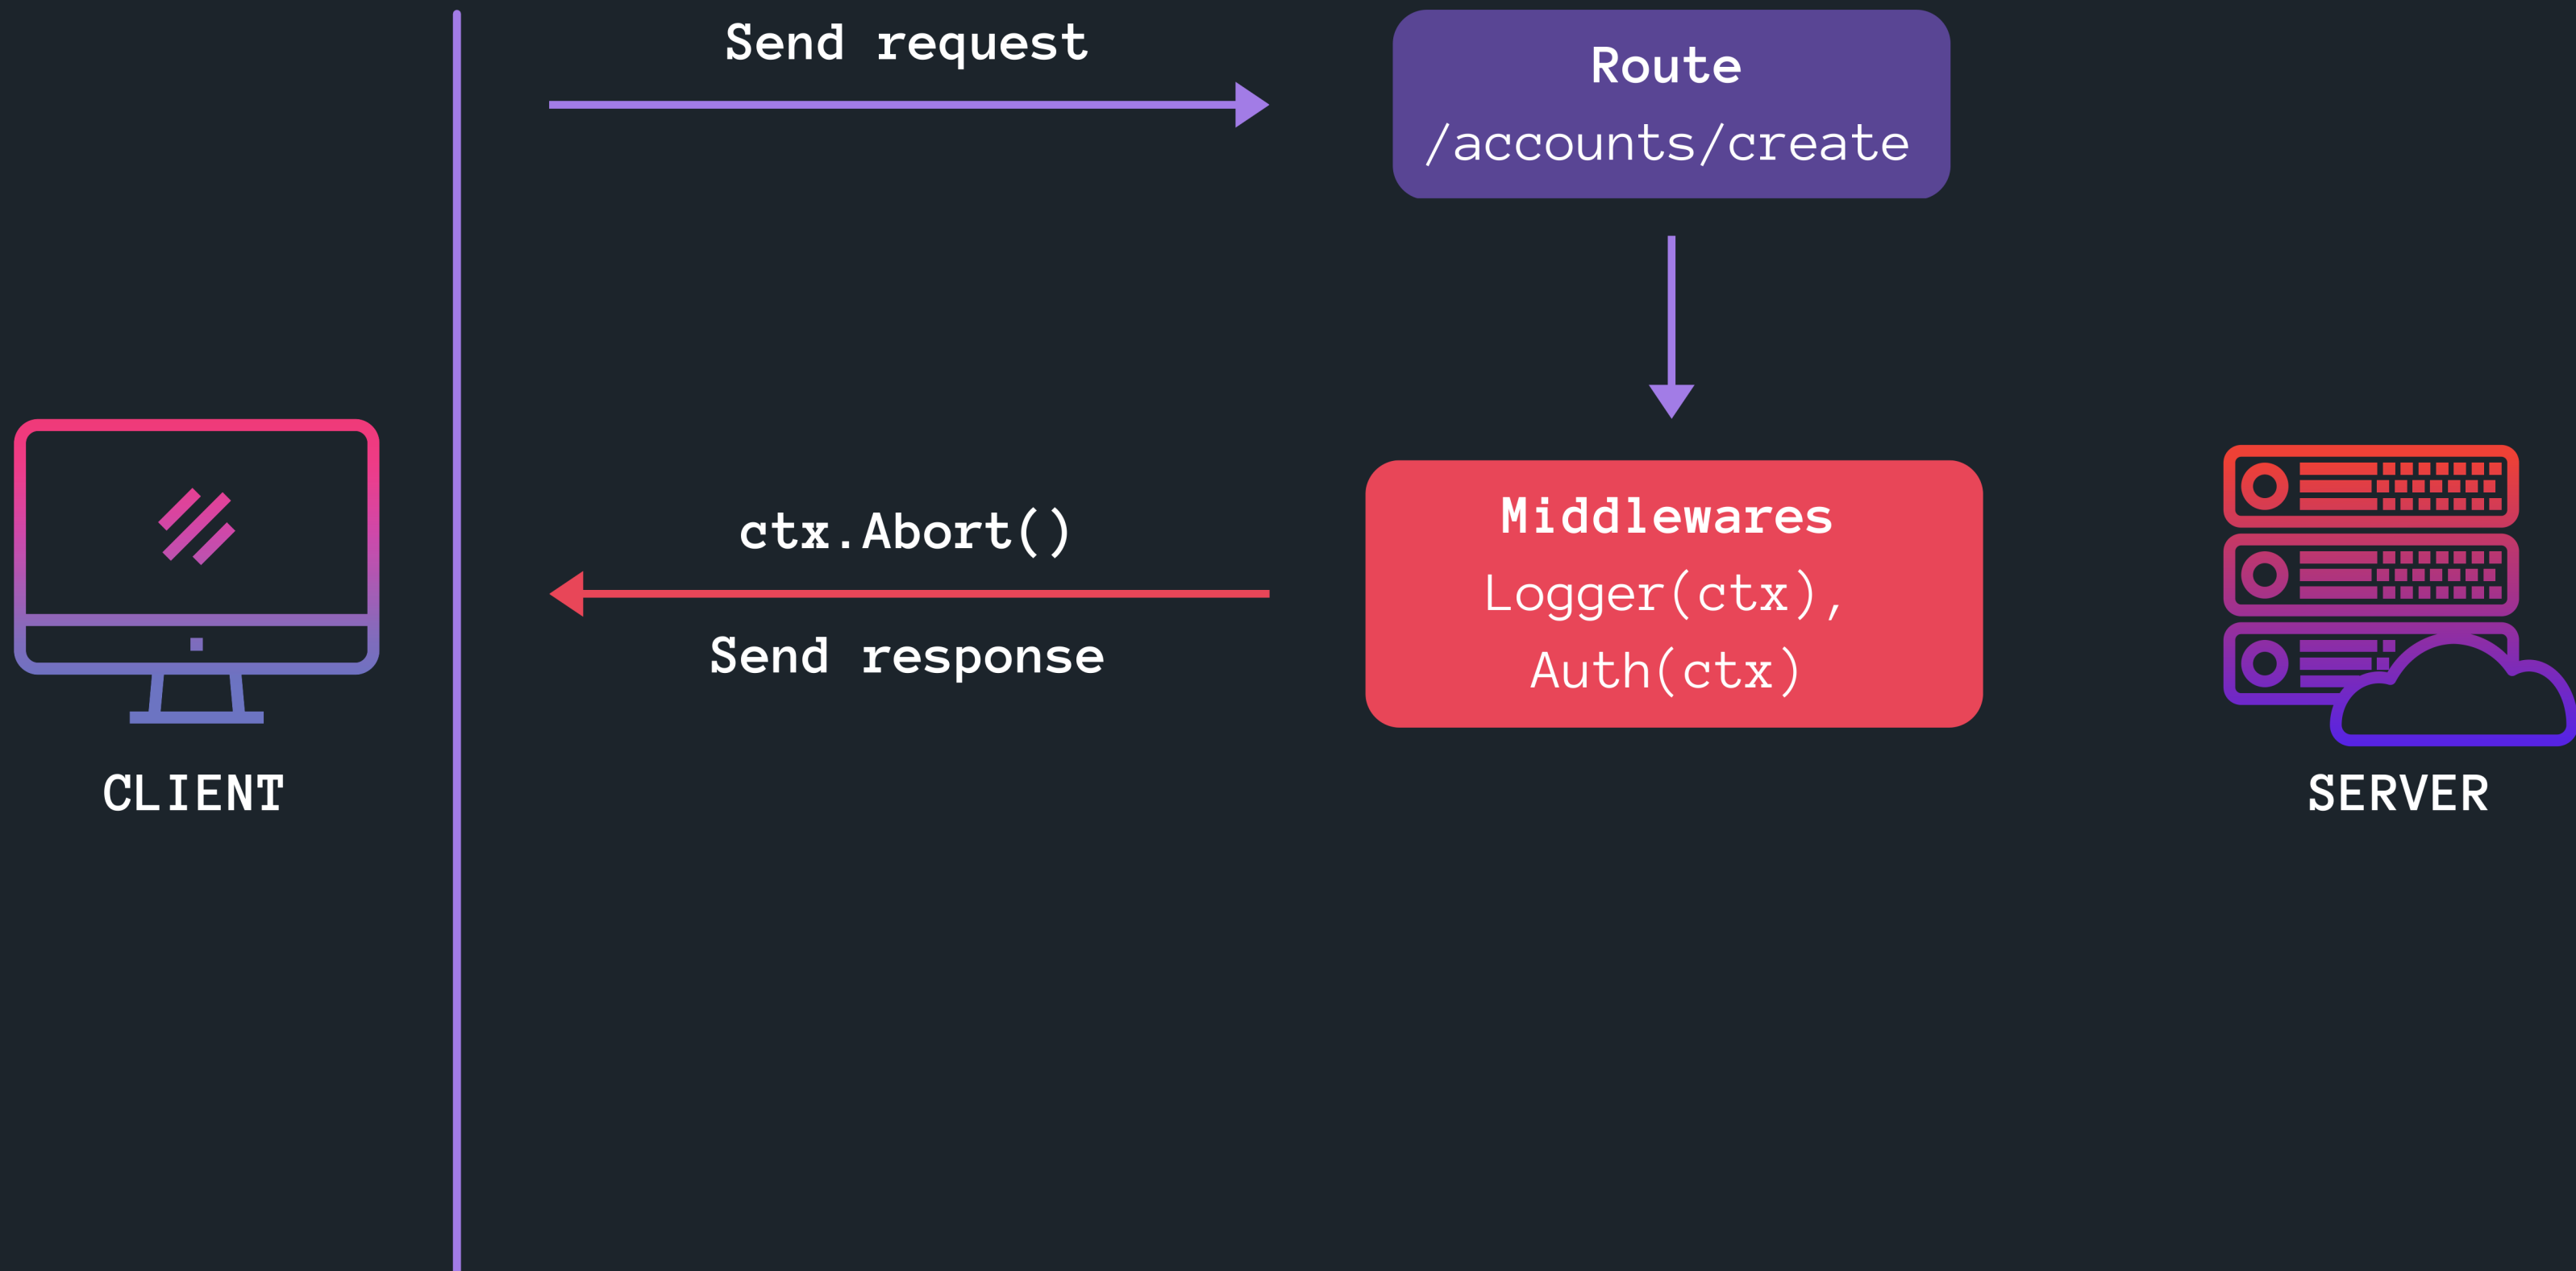 Send request
Route
/accounts/create
ctx.Abort()
Send response
Middlewares
Logger(ctx),
Auth(ctx)
CLIENT
SERVER